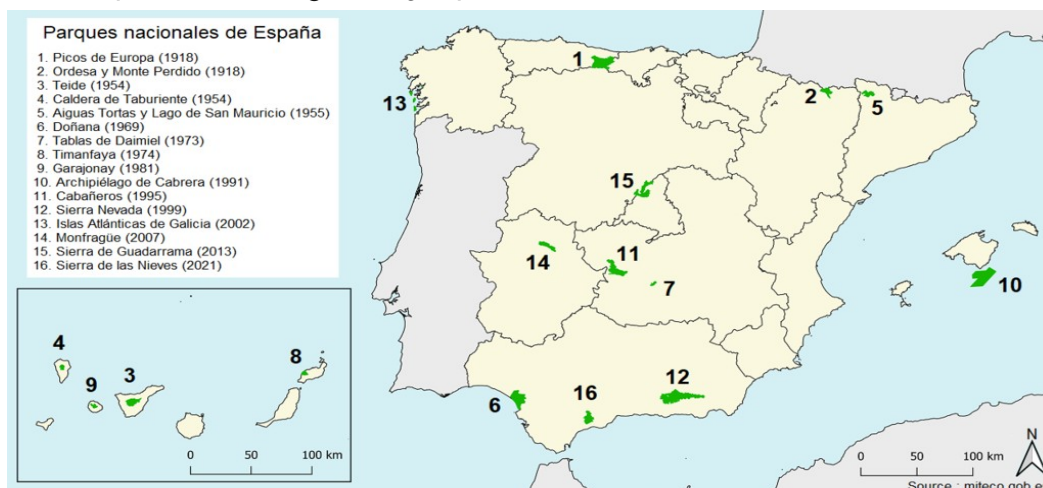 Parques nacionales de España
1. Picos de Europa (1918)
2. Ordesa y Monte Perdido (1918)
3. Teide (1954)
4. Caldera de Taburiente (1954)
5. Aiguas Tortas y Lago de San Mauricio (1955)
6. Doñana (1969)
7. Tablas de Daimiel (1973)
8. Timanfaya (1974)
9. Garajonay (1981)
10. Archipiélago de Cabrera (1991)
11. Cabañeros (1995)
12. Sierra Nevada (1999)
13. Islas Atlánticas de Galicia (2002)
14. Monfragüe (2007)
15. Sierra de Guadarrama (2013)
16. Sierra de las Nieves (2021)
1
2
5
13
15
14
11
7
10
6
16
12
4
9
3
8
0 50 100 km
0 50 100 km
N
Source : miteco.gob.e